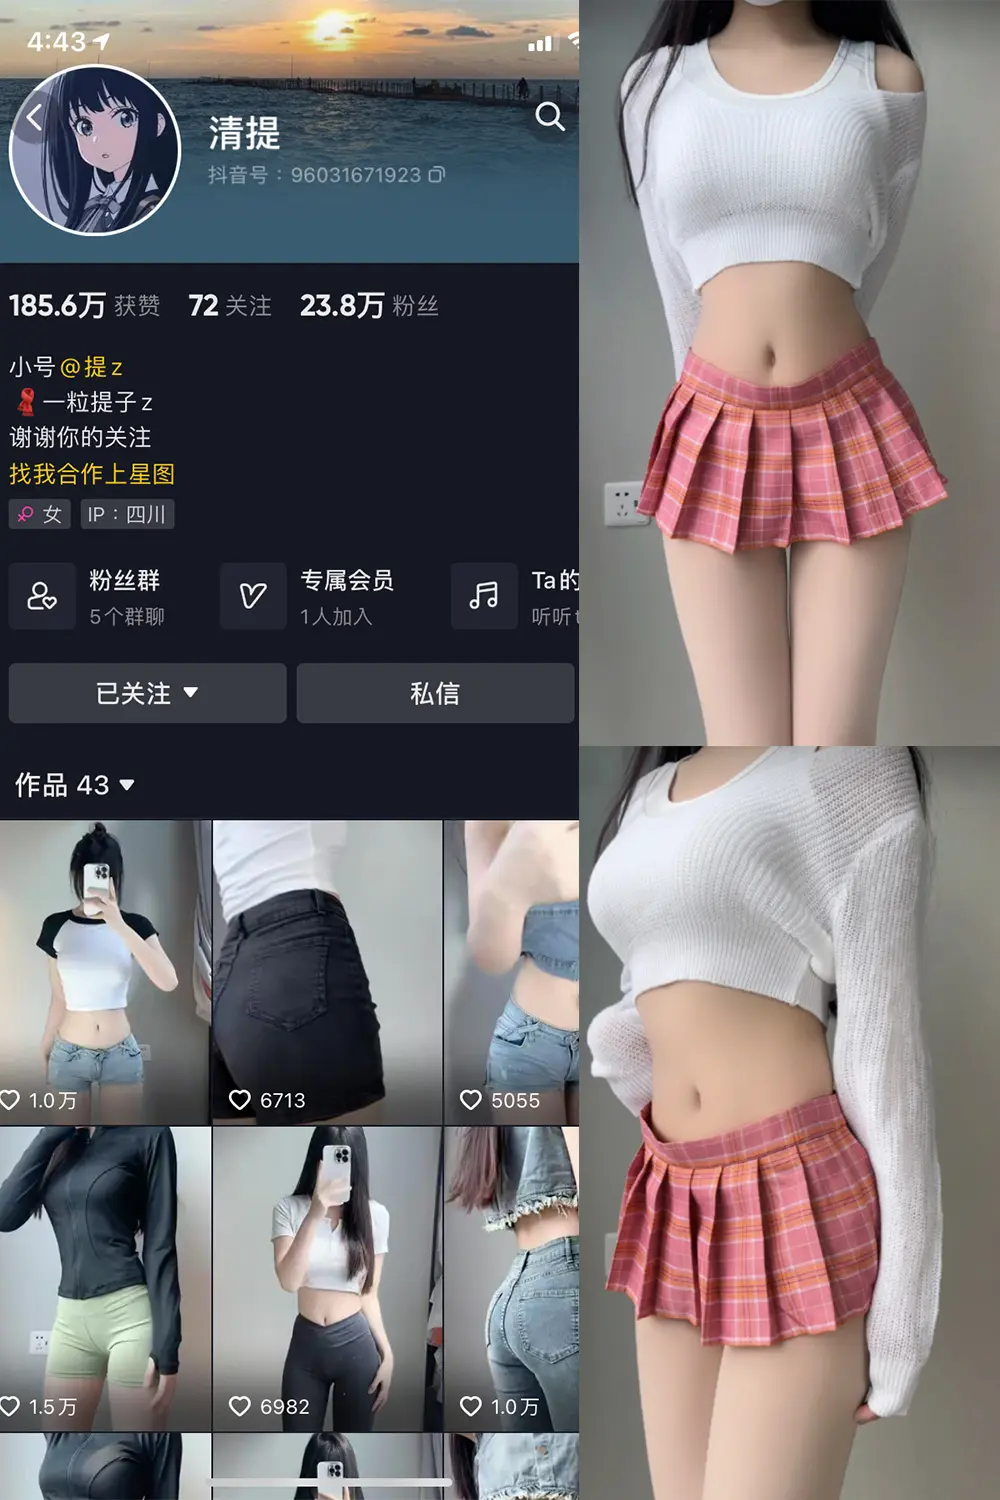 4:43
清提
抖音号：96031671923
185.6万 获赞 72 关注 23.8万 粉丝
小号@提z
一粒提子z
谢谢你的关注
找我合作上星图
女 IP：四川
粉丝群 专属会员 Ta的
5个群聊 1人加入 听听t
已关注 私信
作品 43
1.0万 6713 5055
1.5万 6982 1.0万